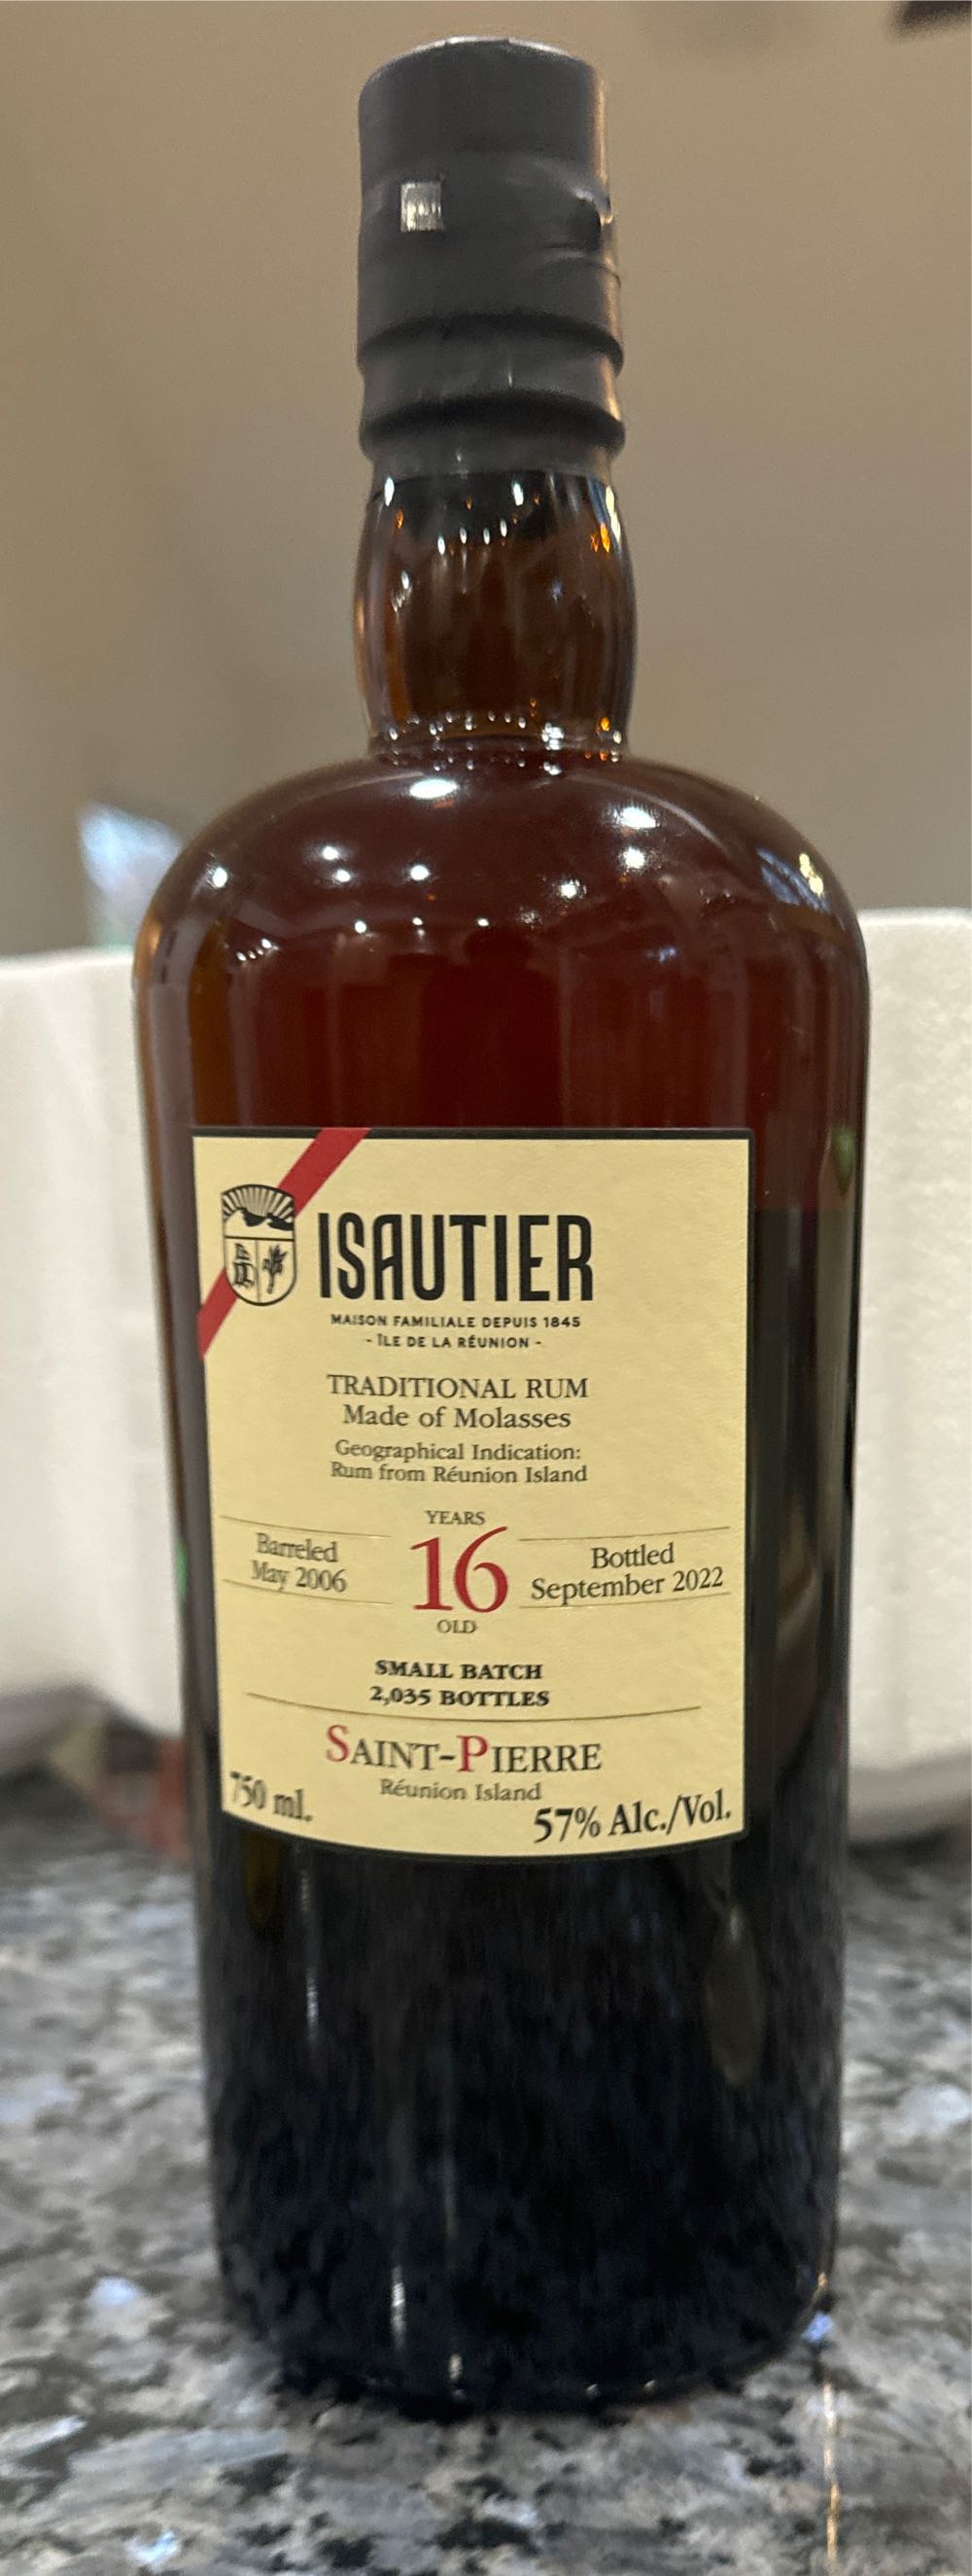 ISAUTIER
MAISON FAMILIALE DEPUIS 1845
- ÎLE DE LA RÉUNION -
TRADITIONAL RUM
Made of Molasses
Geographical Indication:
Rum from Réunion Island
Barreled
May 2006
YEARS
16
OLD
Bottled
September 2022
SMALL BATCH
2,035 BOTTLES
SAINT-PIERRE
Réunion Island
750 ml.
57% Alc./Vol.